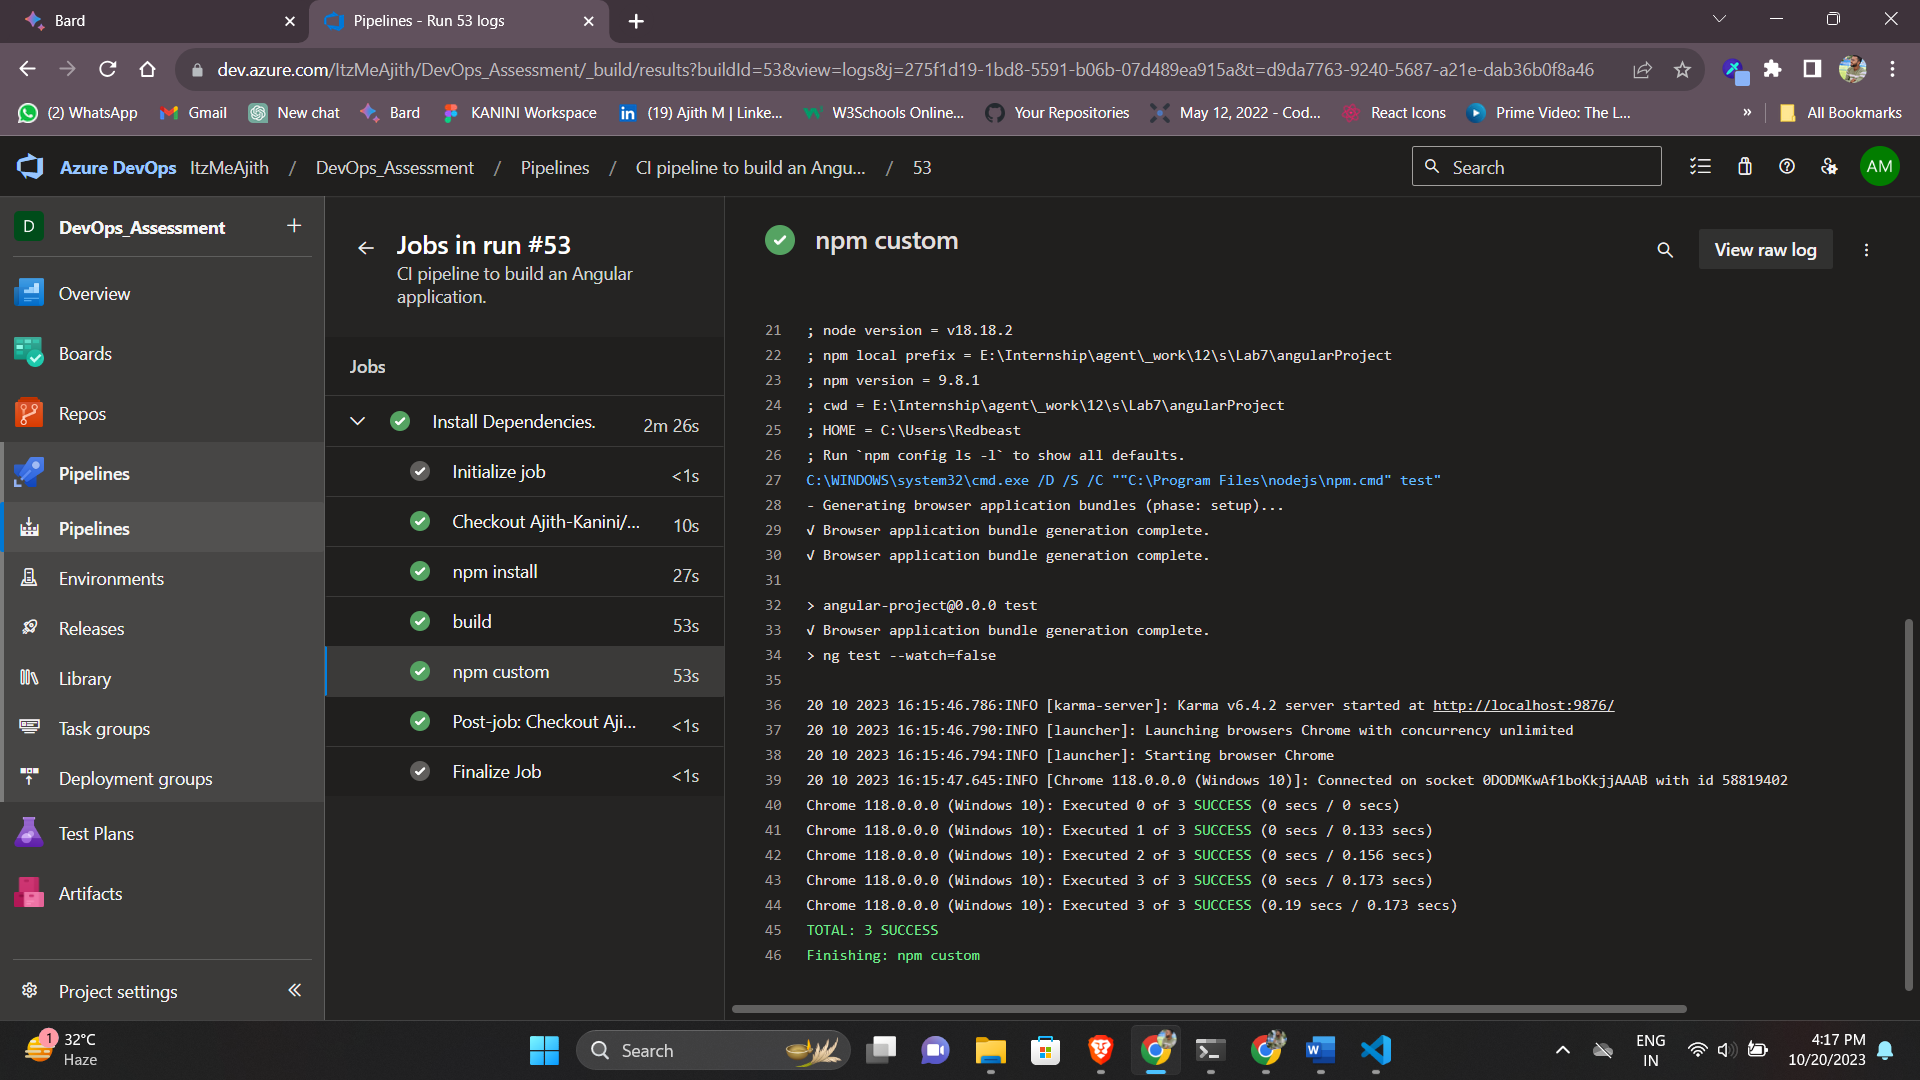 Bard
Pipelines - Run 53 logs
dev.azure.com/ItzMeAjith/DevOps_Assessment/_build/results?buildId=53&view=logs&j=275f1d19-1bd8-5591-b06b-07d489ea915a&t=d9da7763-9240-5687-a21e-dab36b0f8a46
(2) WhatsApp
Gmail
New chat
Bard
KANINI Workspace
(19) Ajith M | Linke...
W3Schools Online...
Your Repositories
May 12, 2022 - Cod...
React Icons
Prime Video: The L...
»
All Bookmarks
Azure DevOps ItzMeAjith / DevOps_Assessment / Pipelines / CI pipeline to build an Angu... / 53
Search
AM
D DevOps_Assessment
Overview
Boards
Repos
Pipelines
Pipelines
Environments
Releases
Library
Task groups
Deployment groups
Test Plans
Artifacts
Project settings
Jobs in run #53
CI pipeline to build an Angular
application.
Jobs
Install Dependencies. 2m 26s
Initialize job <1s
Checkout Ajith-Kanini/... 10s
npm install 27s
build 53s
npm custom 53s
Post-job: Checkout Aji... <1s
Finalize Job <1s
npm custom
View raw log
21 ; node version = v18.18.2
22 ; npm local prefix = E:\Internship\agent\_work\12\s\Lab7\angularProject
23 ; npm version = 9.8.1
24 ; cwd = E:\Internship\agent\_work\12\s\Lab7\angularProject
25 ; HOME = C:\Users\Redbeast
26 ; Run `npm config ls -l` to show all defaults.
27 C:\WINDOWS\system32\cmd.exe /D /S /C ""C:\Program Files\nodejs\npm.cmd" test"
28 - Generating browser application bundles (phase: setup)...
29 √ Browser application bundle generation complete.
30 √ Browser application bundle generation complete.
31
32 > angular-project@0.0.0 test
33 √ Browser application bundle generation complete.
34 > ng test --watch=false
35
36 20 10 2023 16:15:46.786:INFO [karma-server]: Karma v6.4.2 server started at http://localhost:9876/
37 20 10 2023 16:15:46.790:INFO [launcher]: Launching browsers Chrome with concurrency unlimited
38 20 10 2023 16:15:46.794:INFO [launcher]: Starting browser Chrome
39 20 10 2023 16:15:47.645:INFO [Chrome 118.0.0.0 (Windows 10)]: Connected on socket 0DODMKwAf1boKkjjAAAB with id 58819402
40 Chrome 118.0.0.0 (Windows 10): Executed 0 of 3 SUCCESS (0 secs / 0 secs)
41 Chrome 118.0.0.0 (Windows 10): Executed 1 of 3 SUCCESS (0 secs / 0.133 secs)
42 Chrome 118.0.0.0 (Windows 10): Executed 2 of 3 SUCCESS (0 secs / 0.156 secs)
43 Chrome 118.0.0.0 (Windows 10): Executed 3 of 3 SUCCESS (0 secs / 0.173 secs)
44 Chrome 118.0.0.0 (Windows 10): Executed 3 of 3 SUCCESS (0.19 secs / 0.173 secs)
45 TOTAL: 3 SUCCESS
46 Finishing: npm custom
1
32°C
Haze
Search
ENG
IN
4:17 PM
10/20/2023